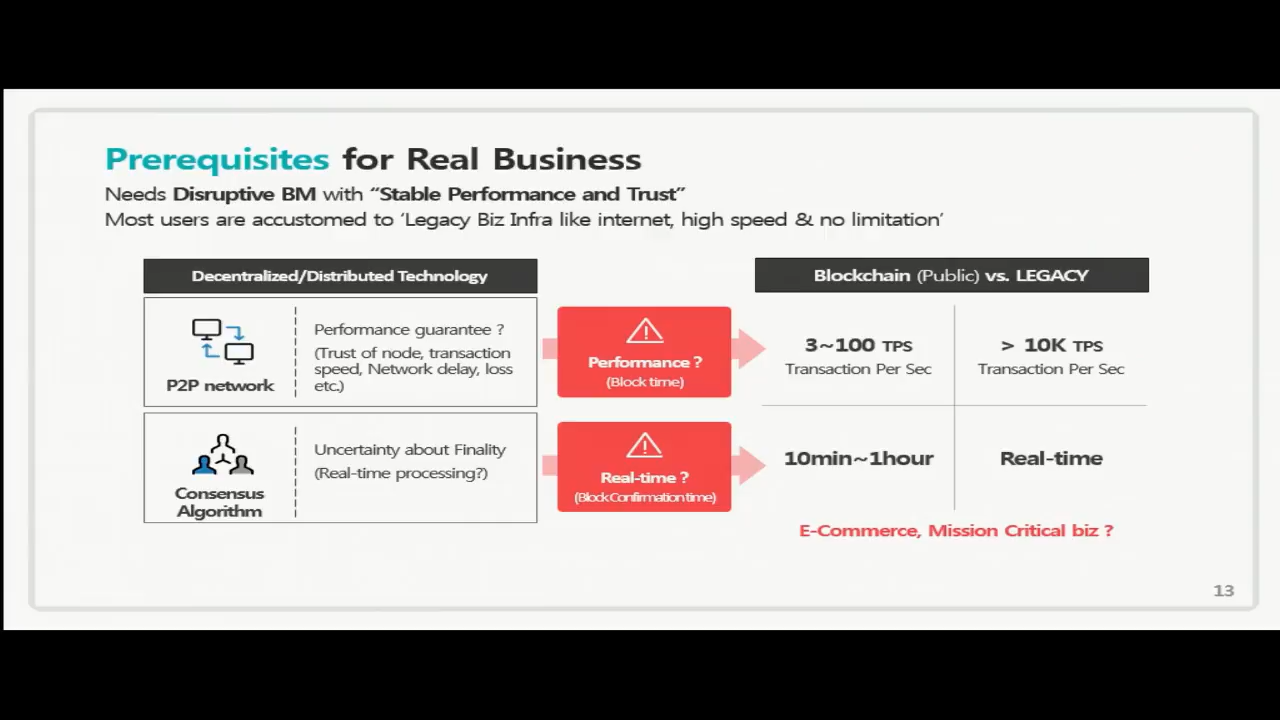 Prerequisites for Real Business
Needs Disruptive BM with “Stable Performance and Trust”
Most users are accustomed to ‘Legacy Biz Infra like internet, high speed & no limitation’
Decentralized/Distributed Technology
P2P network
Performance guarantee ?
(Trust of node, transaction
speed, Network delay, loss
etc.)
Consensus
Algorithm
Uncertainty about Finality
(Real-time processing?)
Performance ?
(Block time)
Real-time ?
(Block Confirmation time)
Blockchain (Public) vs. LEGACY
3~100 TPS
Transaction Per Sec
> 10K TPS
Transaction Per Sec
10min~1hour
Real-time
E-Commerce, Mission Critical biz ?
13